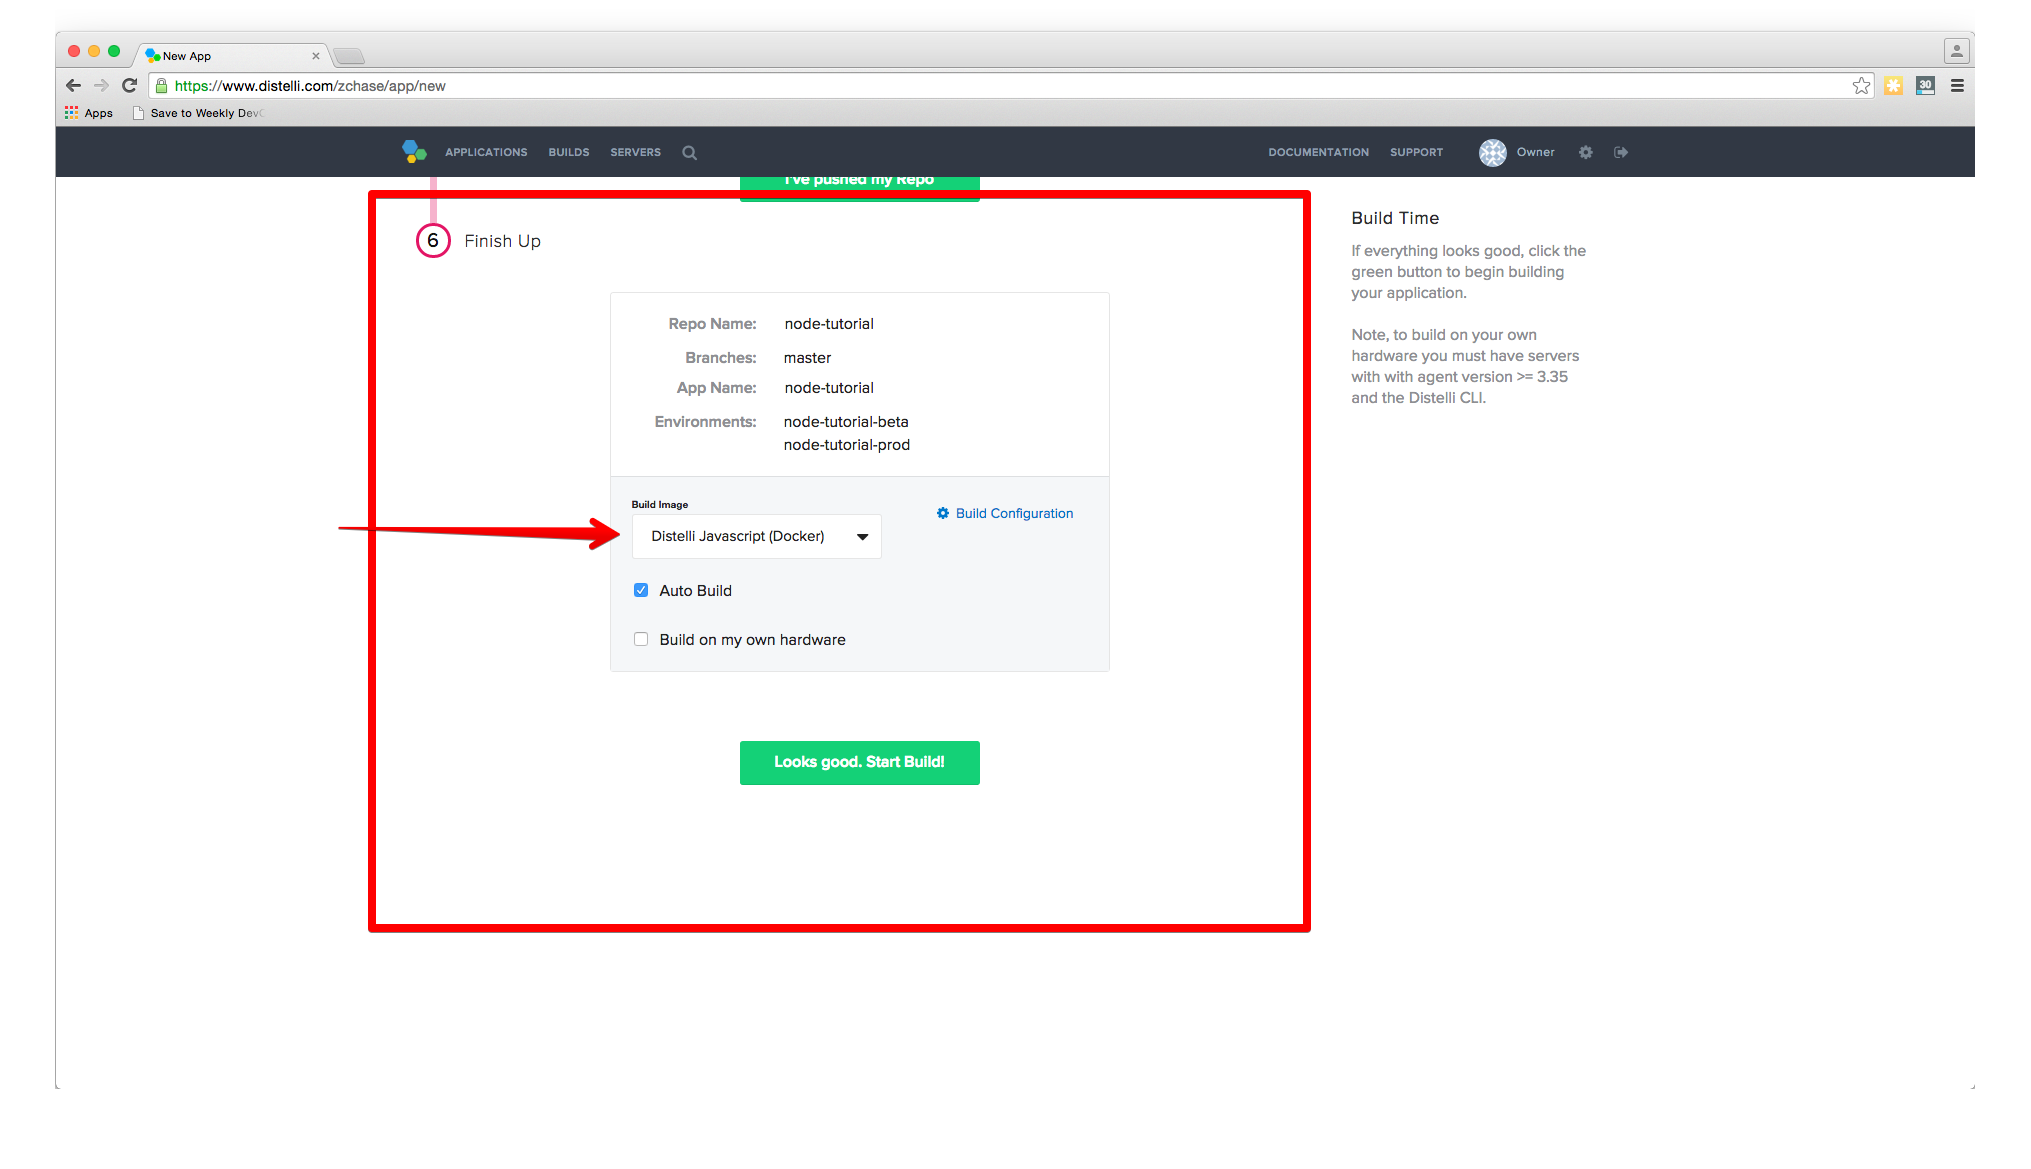 New App
https://www.distelli.com/zchase/app/new
30
Apps
Save to Weekly Dev
APPLICATIONS BUILDS SERVERS DOCUMENTATION SUPPORT Owner
I've pushed my Repo
6 Finish Up
Repo Name: node-tutorial
Branches: master
App Name: node-tutorial
Environments: node-tutorial-beta
node-tutorial-prod
Build Image
Build Configuration
Distelli Javascript (Docker)
Auto Build
Build on my own hardware
Looks good. Start Build!
Build Time
If everything looks good, click the
green button to begin building
your application.
Note, to build on your own
hardware you must have servers
with with agent version >= 3.35
and the Distelli CLI.